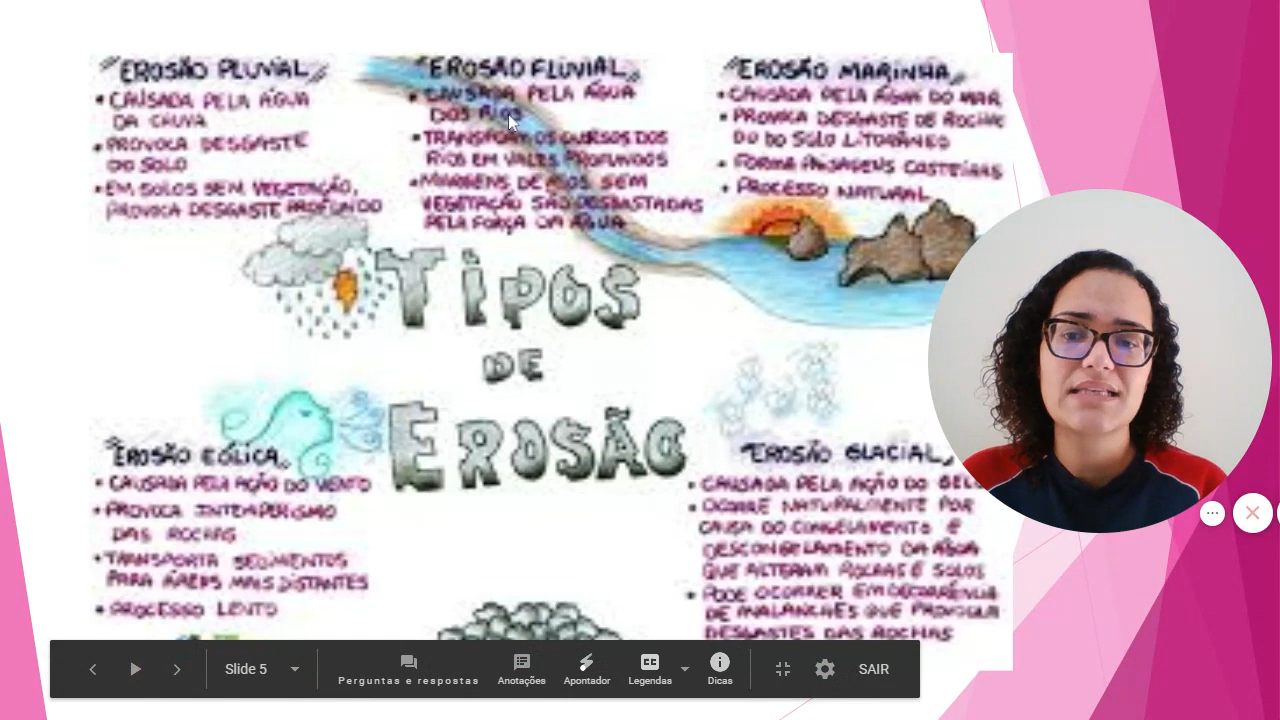 "EROSÃO PLUVIAL"
• CAUSADA PELA ÁGUA
DA CHUVA
• PROVOCA DESGASTE
DO SOLO
• EM SOLOS SEM VEGETAÇÃO,
PROVOCA DESGASTE PROFUNDO
"EROSÃO FLUVIAL"
• CAUSADA PELA ÁGUA
DOS RIOS
• TRANSFORMA OS CURSOS DOS
RIOS EM VALES PROFUNDOS
• MARGENS DE RIOS SEM
VEGETAÇÃO SÃO DESBASTADAS
PELA FORÇA DA ÁGUA
"EROSÃO MARINHA"
• CAUSADA PELA ÁGUA DO MAR
• PROVOCA DESGASTE DE ROCHAS
OU DO SOLO LITORÂNEO
• FORMA PAISAGENS COSTEIRAS
• PROCESSO NATURAL
TIPOS
DE
EROSÃO
"EROSÃO EÓLICA"
• CAUSADA PELA AÇÃO DO VENTO
• PROVOCA INTEMPERISMO
DAS ROCHAS
• TRANSPORTA SEDIMENTOS
PARA ÁREAS MAIS DISTANTES
• PROCESSO LENTO
"EROSÃO GLACIAL"
• CAUSADA PELA AÇÃO DO GEL
• OCORRE NATURALMENTE POR
CAUSA DO CONGELAMENTO E
DESCONGELAMENTO DA ÁGUA
QUE ALTERAM ROCHAS E SOLOS
• PODE OCORRER EM DECORRÊNCIA
DE AVALANCHES QUE PROVOCA
DESGASTES DAS ROCHAS
Slide 5
Perguntas e respostas
Anotações
Apontador
Legendas
Dicas
SAIR